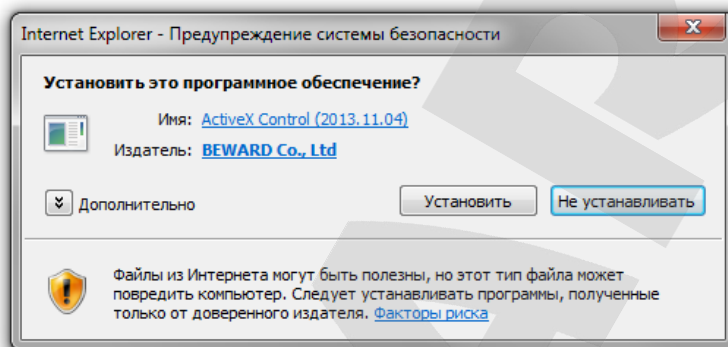 Internet Explorer - Предупреждение системы безопасности
Установить это программное обеспечение?
Имя: ActiveX Control (2013.11.04)
Издатель: BEWARD Co., Ltd
Дополнительно
Установить
Не устанавливать
Файлы из Интернета могут быть полезны, но этот тип файла может
повредить компьютер. Следует устанавливать программы, полученные
только от доверенного издателя. Факторы риска